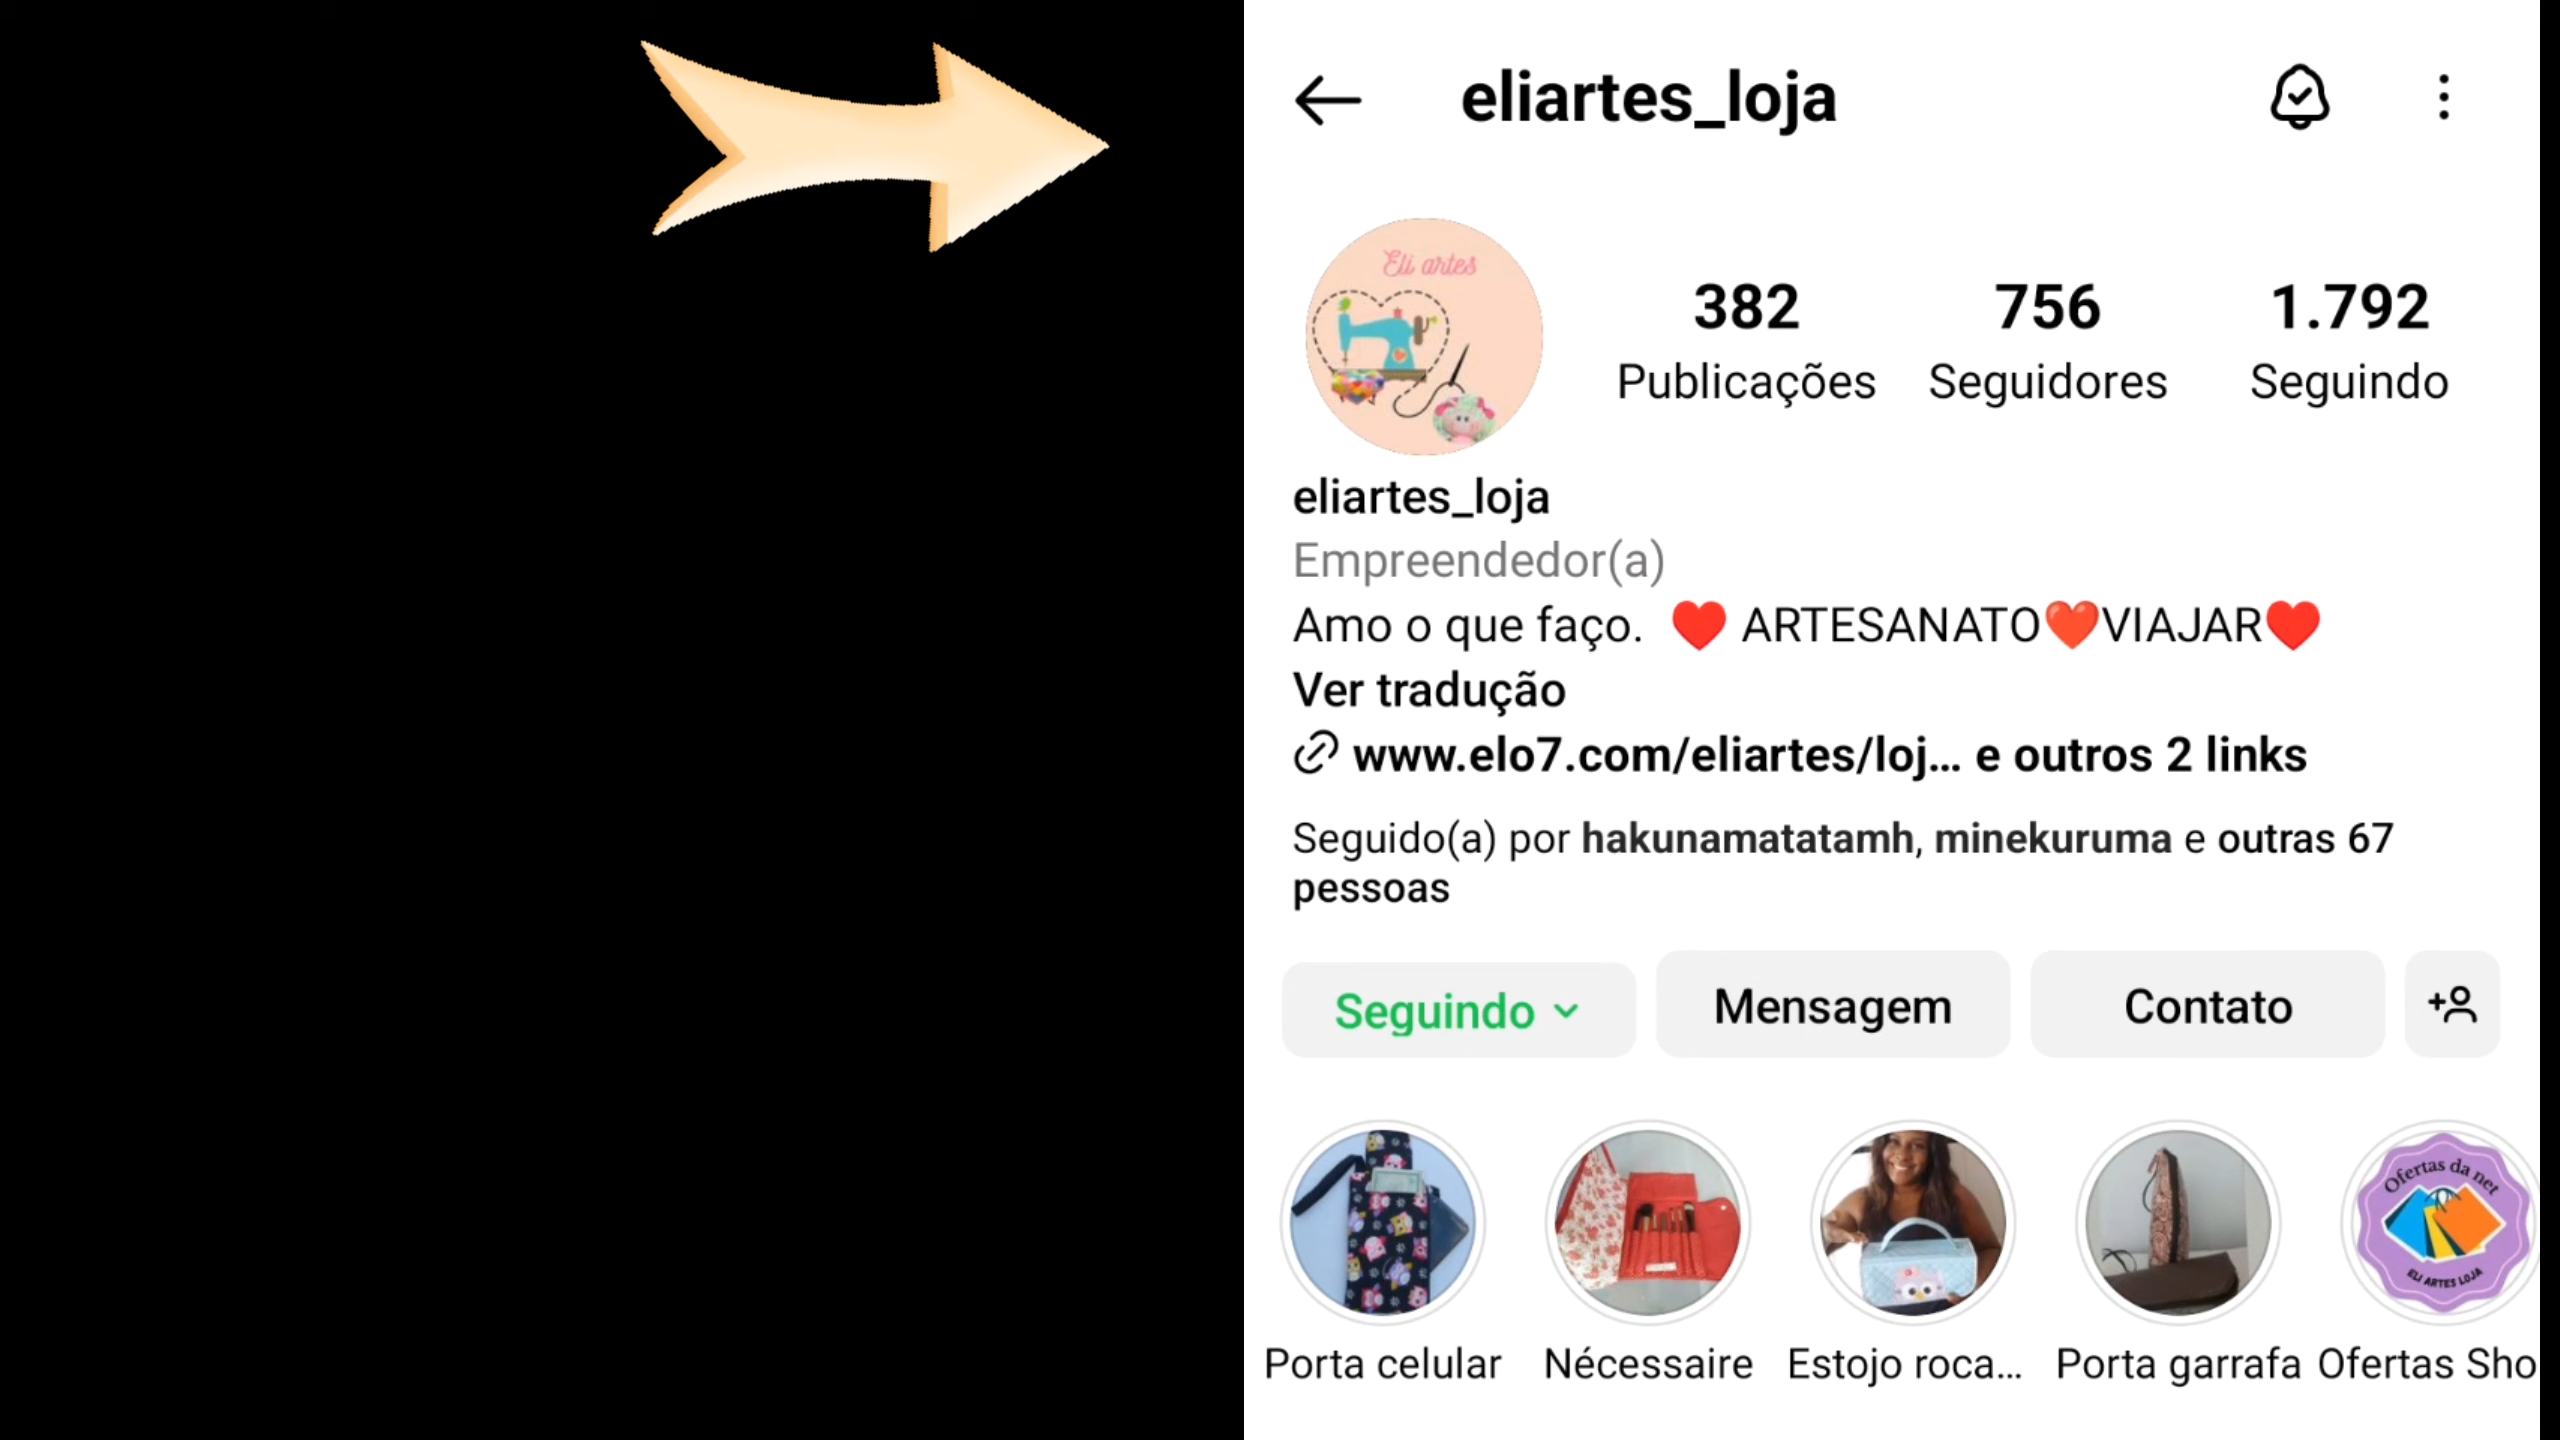 eliartes_loja
Eli artes
382
Publicações
756
Seguidores
1.792
Seguindo
eliartes_loja
Empreendedor(a)
Amo o que faço. ❤️ ARTESANATO❤️VIAJAR❤️
Ver tradução
www.elo7.com/eliartes/loj... e outros 2 links
Seguido(a) por hakunamatatamh, minekuruma e outras 67
pessoas
Seguindo
Mensagem
Contato
Ofertas da net
ELI ARTES LOJA
Porta celular
Nécessaire
Estojo roca...
Porta garrafa
Ofertas Sho